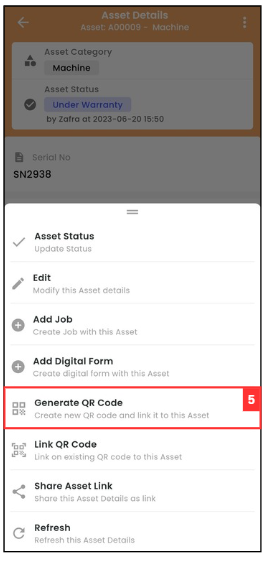 Asset Details
Asset: A00009 - Machine
Asset Category
Machine
Asset Status
Under Warranty
by Zafra at 2023-06-20 15:50
Serial No
SN2938
Asset Status
Update Status
Edit
Modify this Asset details
Add Job
Create Job with this Asset
Add Digital Form
Create digital form with this Asset
Generate QR Code
5
Create new QR code and link it to this Asset
Link QR Code
Link an existing QR code to this Asset
Share Asset Link
Share this Asset Details as link
Refresh
Refresh this Asset Details